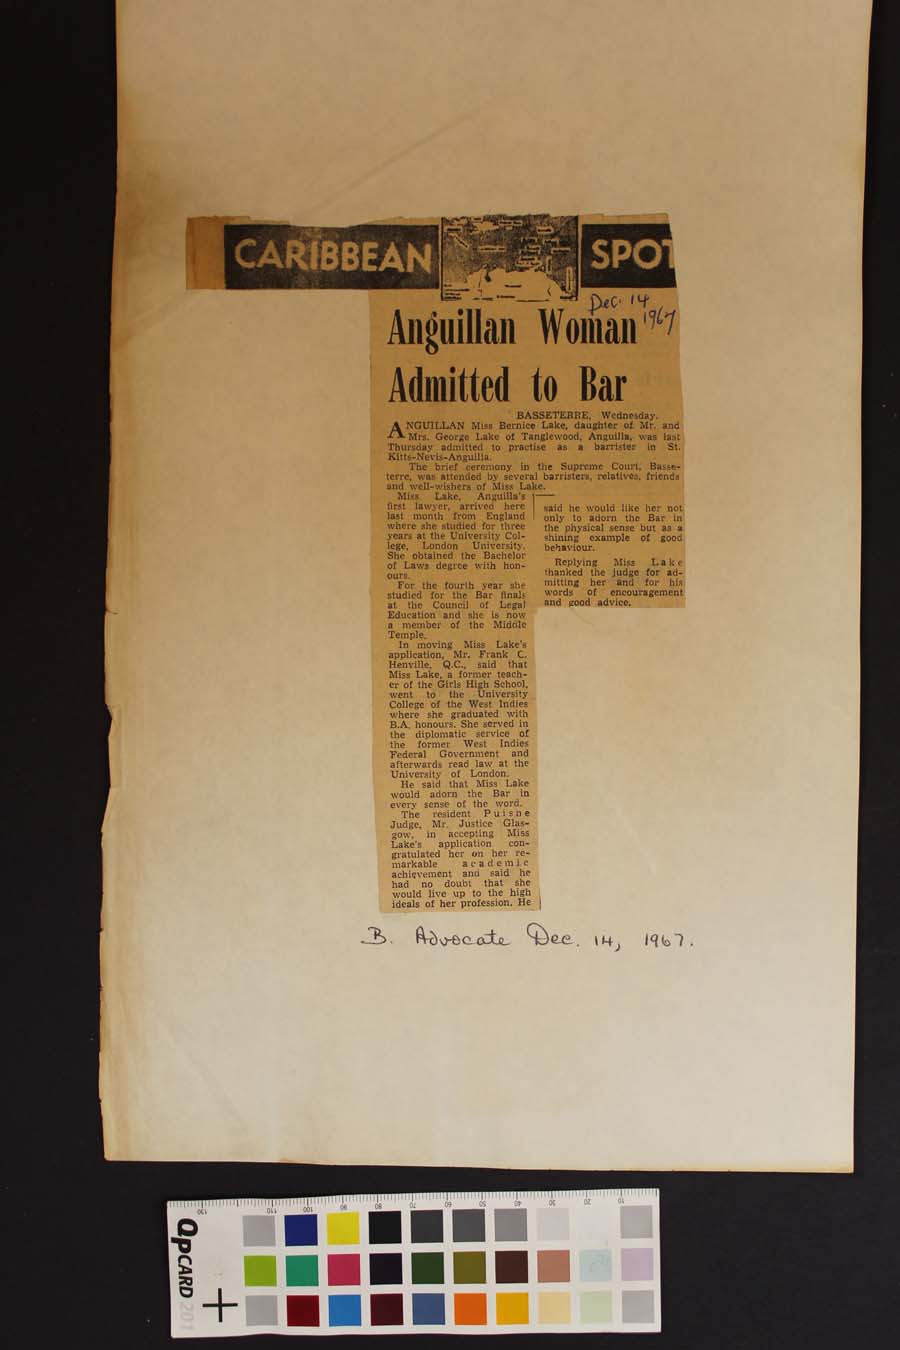 CARIBBEAN SPOT
Dec. 14
1967
Anguillan Woman
Admitted to Bar
BASSETERRE, Wednesday.
ANGUILLAN Miss Bernice Lake, daughter of Mr. and
Mrs. George Lake of Tanglewood, Anguilla, was last
Thursday admitted to practise as a barrister in St.
Kitts-Nevis-Anguilla.
The brief ceremony in the Supreme Court, Basse-
terre, was attended by several barristers, relatives, friends
and well-wishers of Miss Lake.
Miss Lake, Anguilla's
first lawyer, arrived here
last month from England
where she studied for three
years at the University Col-
lege, London University.
She obtained the Bachelor
of Laws degree with hon-
ours.
For the fourth year she
studied for the Bar finals
at the Council of Legal
Education and she is now
a member of the Middle
Temple.
In moving Miss Lake's
application, Mr. Frank C.
Henville, Q.C., said that
Miss Lake, a former teach-
er of the Girls High School,
went to the University
College of the West Indies
where she graduated with
B.A. honours. She served in
the diplomatic service of
the former West Indies
Federal Government and
afterwards read law at the
University of London.
He said that Miss Lake
would adorn the Bar in
every sense of the word.
The resident Puisne
Judge, Mr. Justice Glas-
gow, in accepting Miss
Lake's application con-
gratulated her on her re-
markable academic
achievement and said he
had no doubt that she
would live up to the high
ideals of her profession. He
said he would like her not
only to adorn the Bar in
the physical sense but as a
shining example of good
behaviour.
Replying Miss Lake
thanked the judge for ad-
mitting her and for his
words of encouragement
and good advice.
B. Advocate Dec. 14, 1967.
130 110 100 90 80 70 60 50 40 30 20 10
QPCARD 201